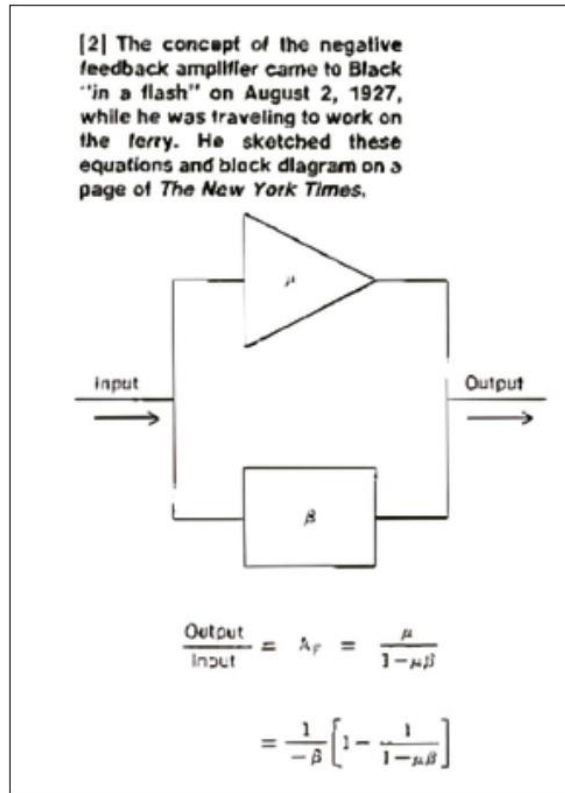 [2] The concept of the negative
feedback amplifier came to Black
"in a flash" on August 2, 1927,
while he was traveling to work on
the ferry. He sketched these
equations and block diagram on a
page of The New York Times.
μ
Input
Output
β
Output/Input = A_F = μ/(1-μβ)
= 1/-β [1 - 1/(1-μβ)]